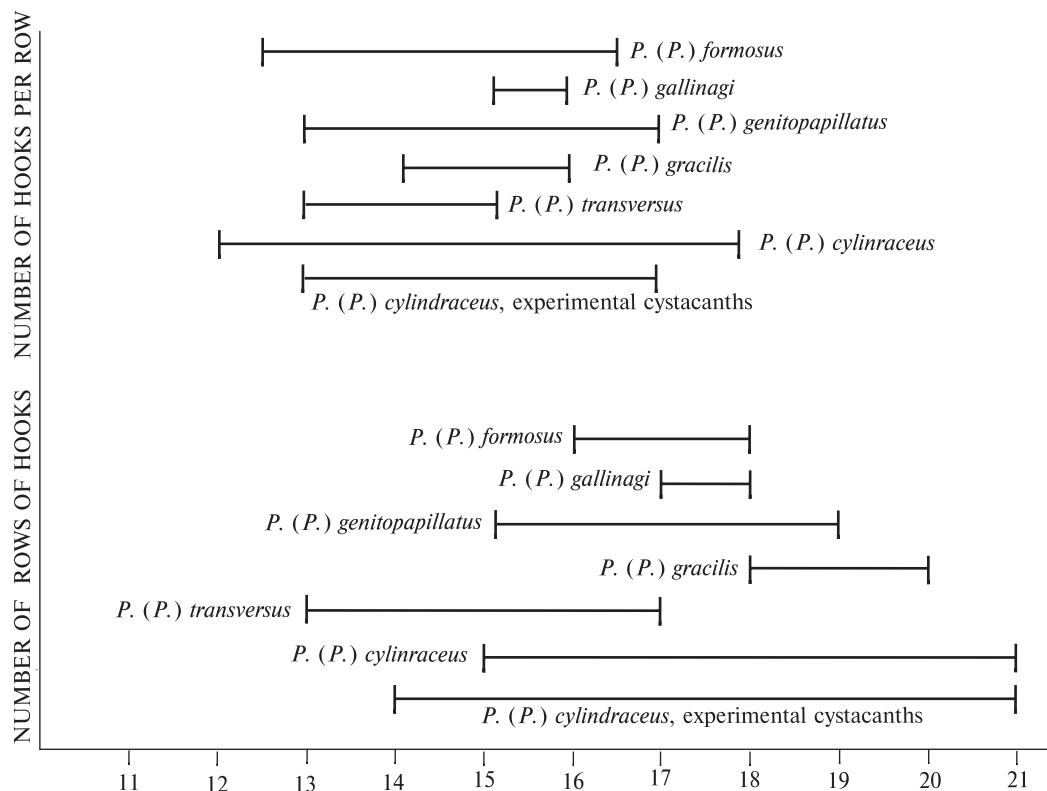 NUMBER OF HOOKS PER ROW
P. (P.) formosus
P. (P.) gallinagi
P. (P.) genitopapillatus
P. (P.) gracilis
P. (P.) transversus
P. (P.) cylinraceus
P. (P.) cylindraceus, experimental cystacanths
NUMBER OF ROWS OF HOOKS
P. (P.) formosus
P. (P.) gallinagi
P. (P.) genitopapillatus
P. (P.) gracilis
P. (P.) transversus
P. (P.) cylinraceus
P. (P.) cylindraceus, experimental cystacanths
11 12 13 14 15 16 17 18 19 20 21